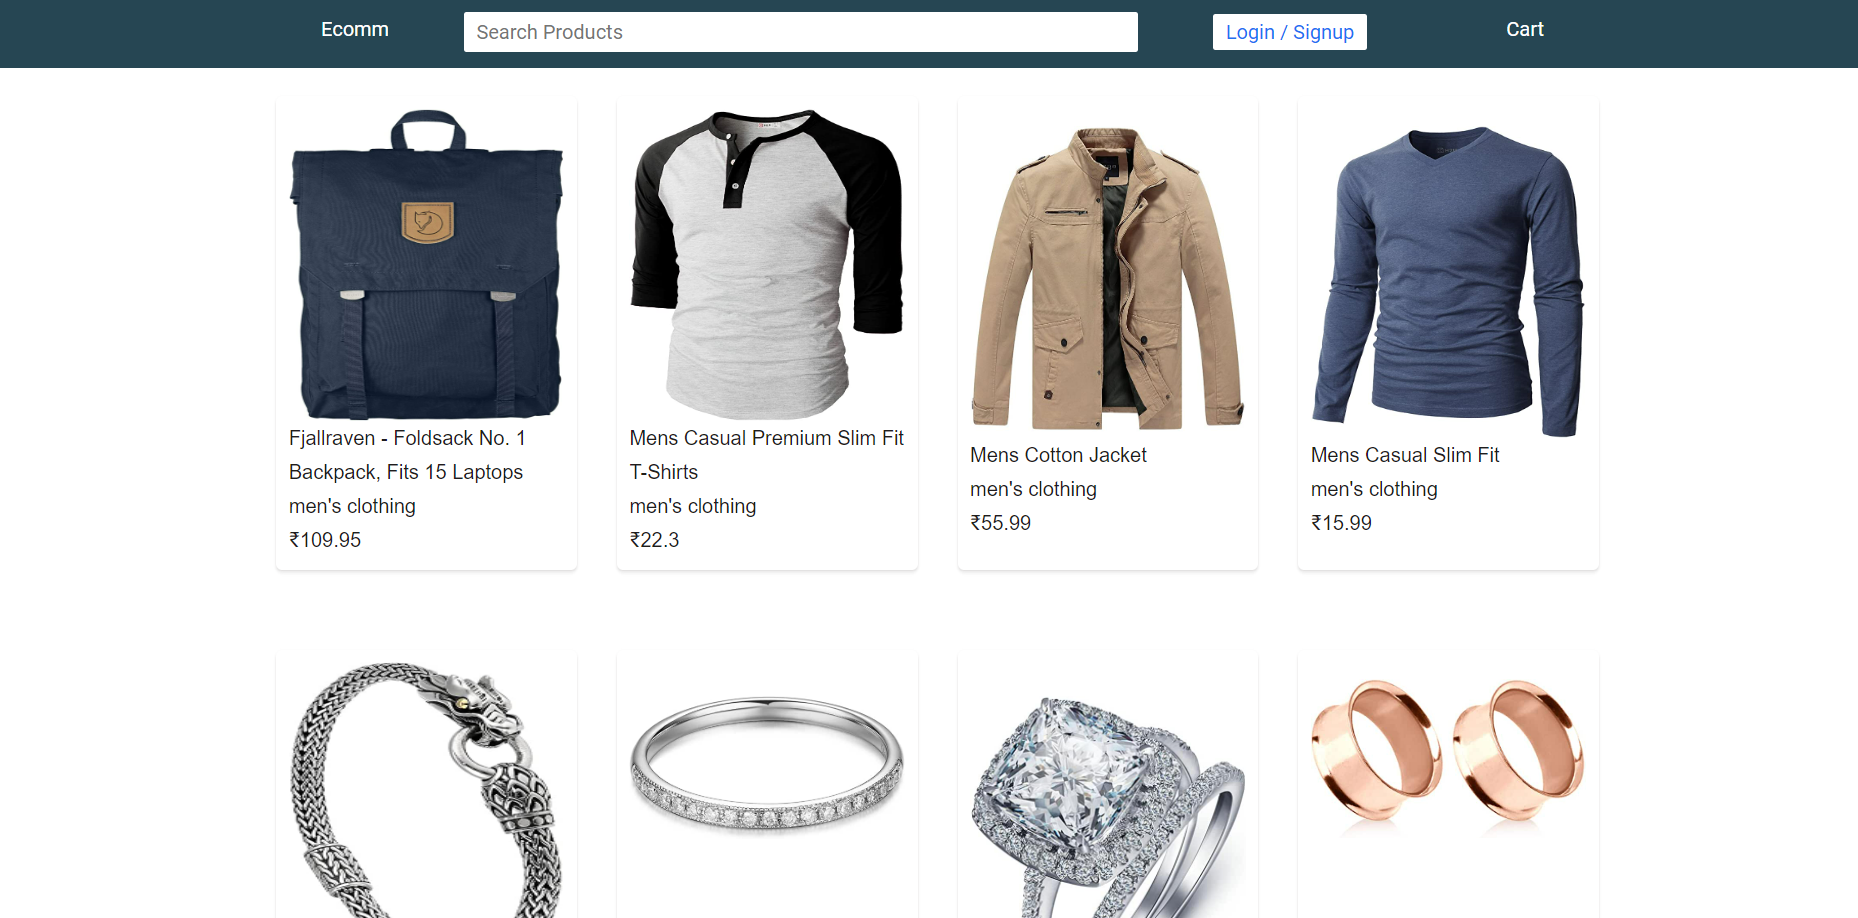 Ecomm
Search Products
Login / Signup
Cart
Fjallraven - Foldsack No. 1
Backpack, Fits 15 Laptops
men's clothing
₹109.95
Mens Casual Premium Slim Fit
T-Shirts
men's clothing
₹22.3
Mens Cotton Jacket
men's clothing
₹55.99
Mens Casual Slim Fit
men's clothing
₹15.99